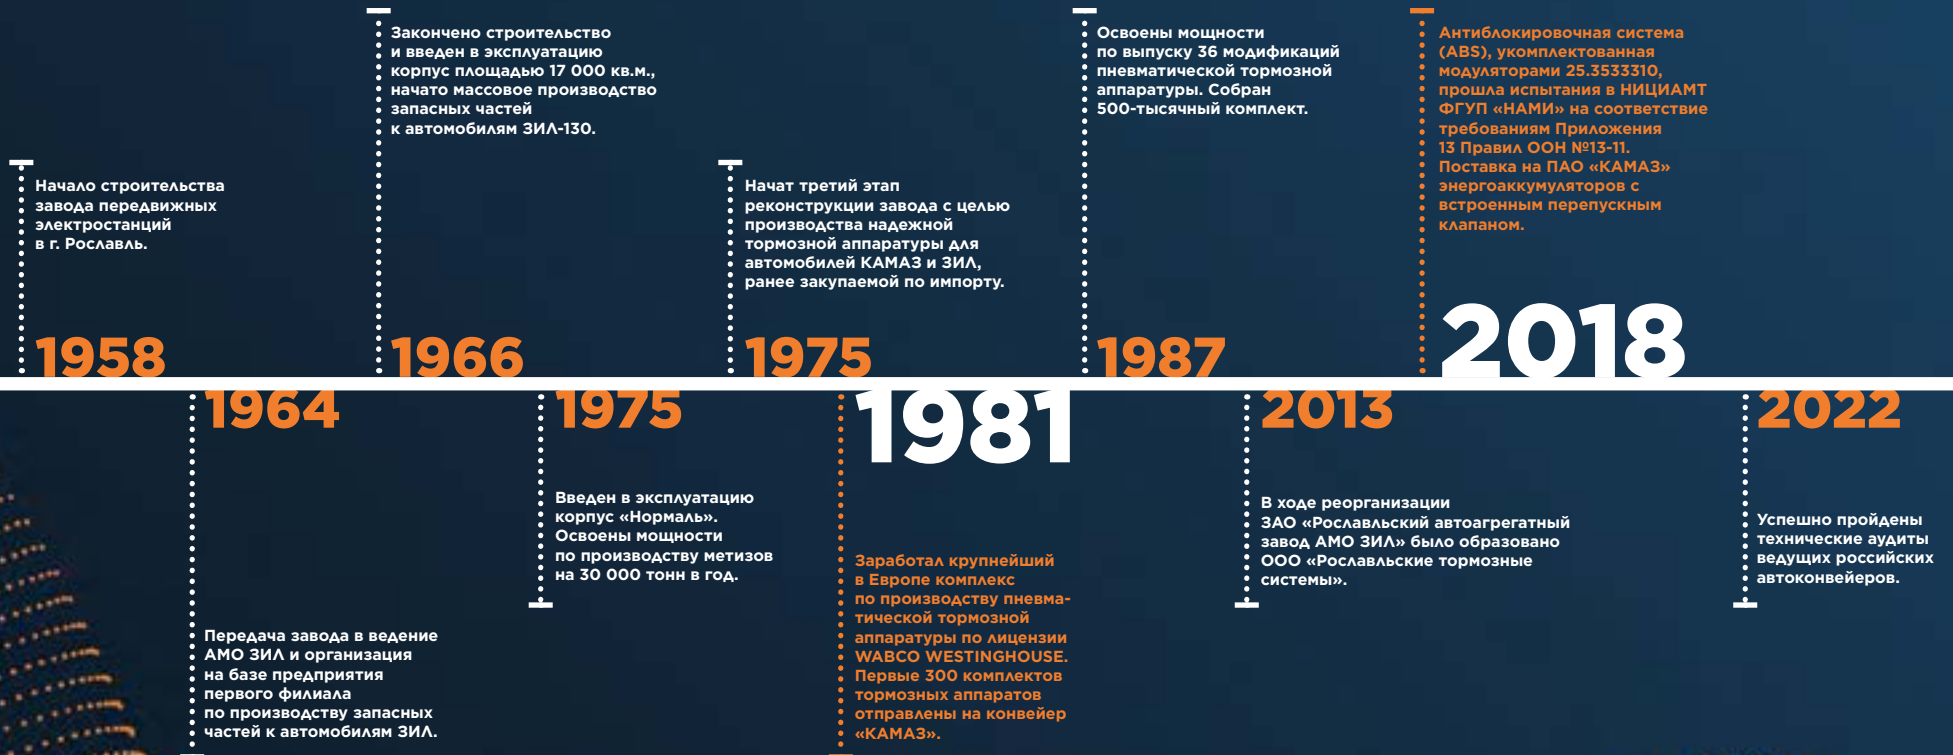 Начало строительства
завода передвижных
электростанций
в г. Рославль.
1958
1964
Передача завода в ведение
АМО ЗИЛ и организация
на базе предприятия
первого филиала
по производству запасных
частей к автомобилям ЗИЛ.
Закончено строительство
и введен в эксплуатацию
корпус площадью 17 000 кв.м.,
начато массовое производство
запасных частей
к автомобилям ЗИЛ-130.
1966
1975
Введен в эксплуатацию
корпус «Нормаль».
Освоены мощности
по производству метизов
на 30 000 тонн в год.
Начат третий этап
реконструкции завода с целью
производства надежной
тормозной аппаратуры для
автомобилей КАМАЗ и ЗИЛ,
ранее закупаемой по импорту.
1975
1981
Заработал крупнейший
в Европе комплекс
по производству пневма-
тической тормозной
аппаратуры по лицензии
WABCO WESTINGHOUSE.
Первые 300 комплектов
тормозных аппаратов
отправлены на конвейер
«КАМАЗ».
Освоены мощности
по выпуску 36 модификаций
пневматической тормозной
аппаратуры. Собран
500-тысячный комплект.
1987
2013
В ходе реорганизации
ЗАО «Рославльский автоагрегатный
завод АМО ЗИЛ» было образовано
ООО «Рославльские тормозные
системы».
Антиблокировочная система
(ABS), укомплектованная
модуляторами 25.3533310,
прошла испытания в НИЦИАМТ
ФГУП «НАМИ» на соответствие
требованиям Приложения
13 Правил ООН №13-11.
Поставка на ПАО «КАМАЗ»
энергоаккумуляторов с
встроенным перепускным
клапаном.
2018
2022
Успешно пройдены
технические аудиты
ведущих российских
автоконвейеров.